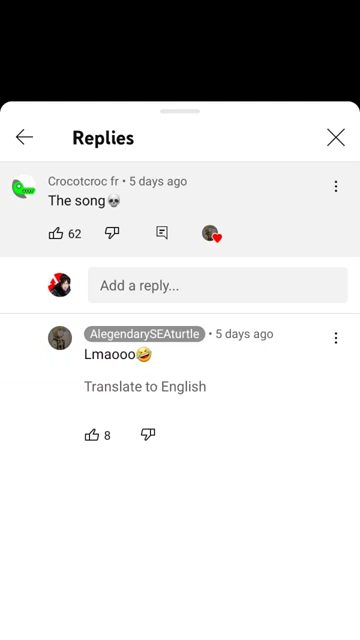 Replies
Crocotcroc fr • 5 days ago
The song💀
62
Add a reply...
AlegendarySEAturtle • 5 days ago
Lmaooo🤣
Translate to English
8